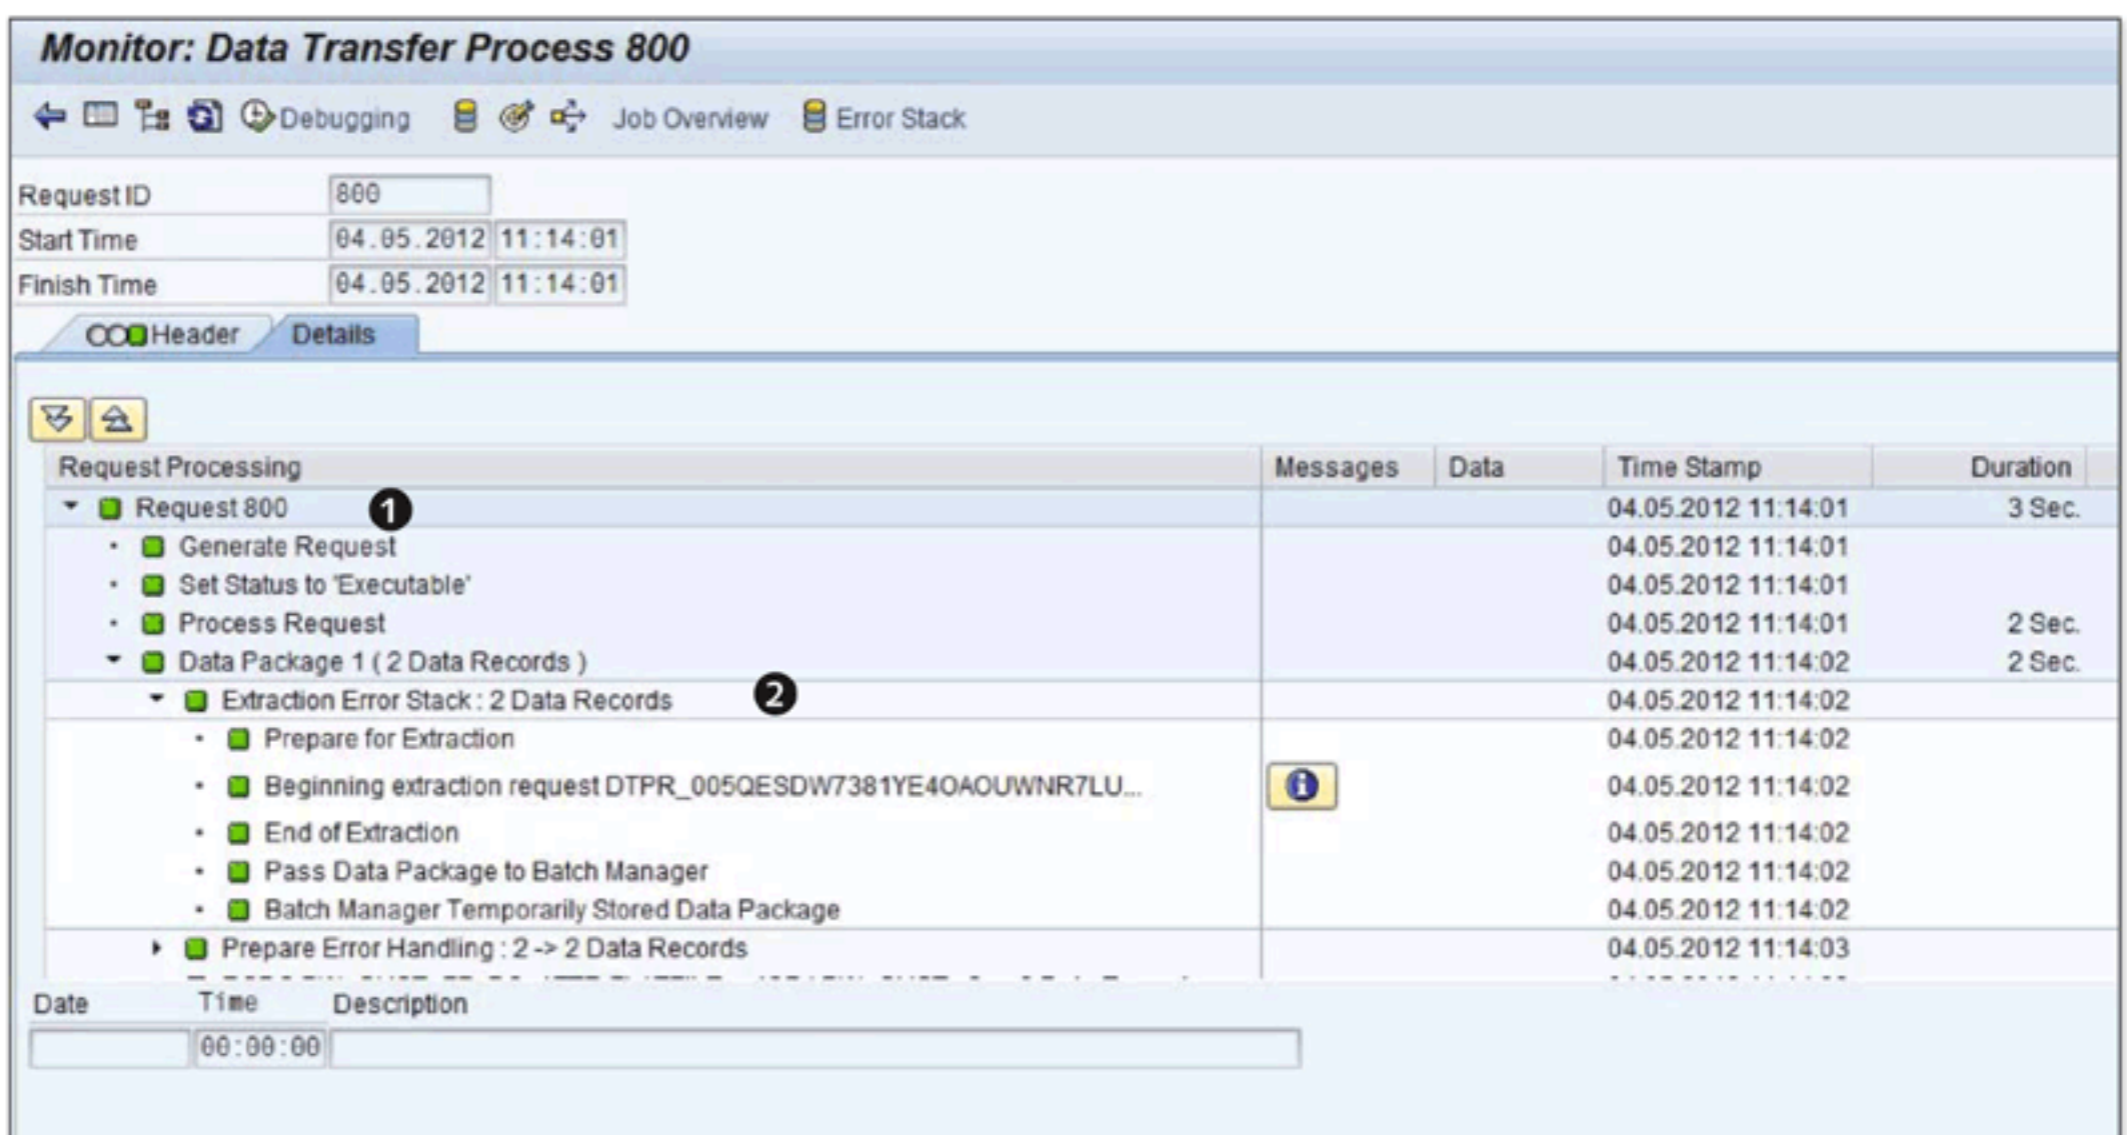 Monitor: Data Transfer Process 800
Debugging Job Overview Error Stack
Request ID 800
Start Time 04.05.2012 11:14:01
Finish Time 04.05.2012 11:14:01
Header Details
Request Processing Messages Data Time Stamp Duration
Request 800 1 04.05.2012 11:14:01 3 Sec.
Generate Request 04.05.2012 11:14:01
Set Status to 'Executable' 04.05.2012 11:14:01
Process Request 04.05.2012 11:14:01 2 Sec.
Data Package 1 ( 2 Data Records ) 04.05.2012 11:14:02 2 Sec.
Extraction Error Stack : 2 Data Records 2 04.05.2012 11:14:02
Prepare for Extraction 04.05.2012 11:14:02
Beginning extraction request DTPR_005QESDW7381YE4OAOUWNR7LU... 04.05.2012 11:14:02
End of Extraction 04.05.2012 11:14:02
Pass Data Package to Batch Manager 04.05.2012 11:14:02
Batch Manager Temporarily Stored Data Package 04.05.2012 11:14:02
Prepare Error Handling : 2 -> 2 Data Records 04.05.2012 11:14:03
Date Time Description
00:00:00